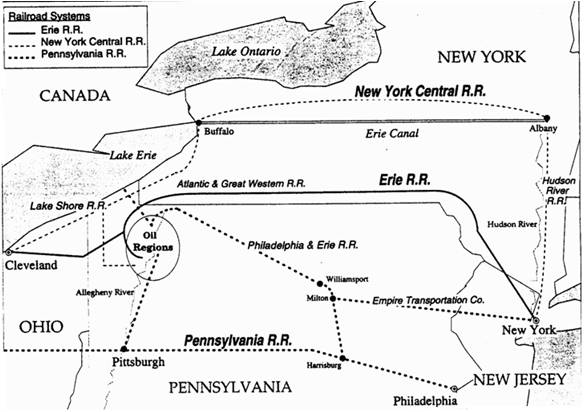 Railroad Systems
Erie R.R.
New York Central R.R.
Pennsylvania R.R.
Lake Ontario
NEW YORK
CANADA
New York Central R.R.
Buffalo
Erie Canal
Albany
Lake Erie
Atlantic & Great Western R.R.
Erie R.R.
Hudson
River
R.R.
Lake Shore R.R.
Hudson River
Oil
Regions
Philadelphia & Erie R.R.
Cleveland
Williamsport
Allegheny River
Milton
Empire Transportation Co.
OHIO
New York
Pennsylvania R.R.
Pittsburgh
Harrisburg
NEW JERSEY
PENNSYLVANIA
Philadelphia